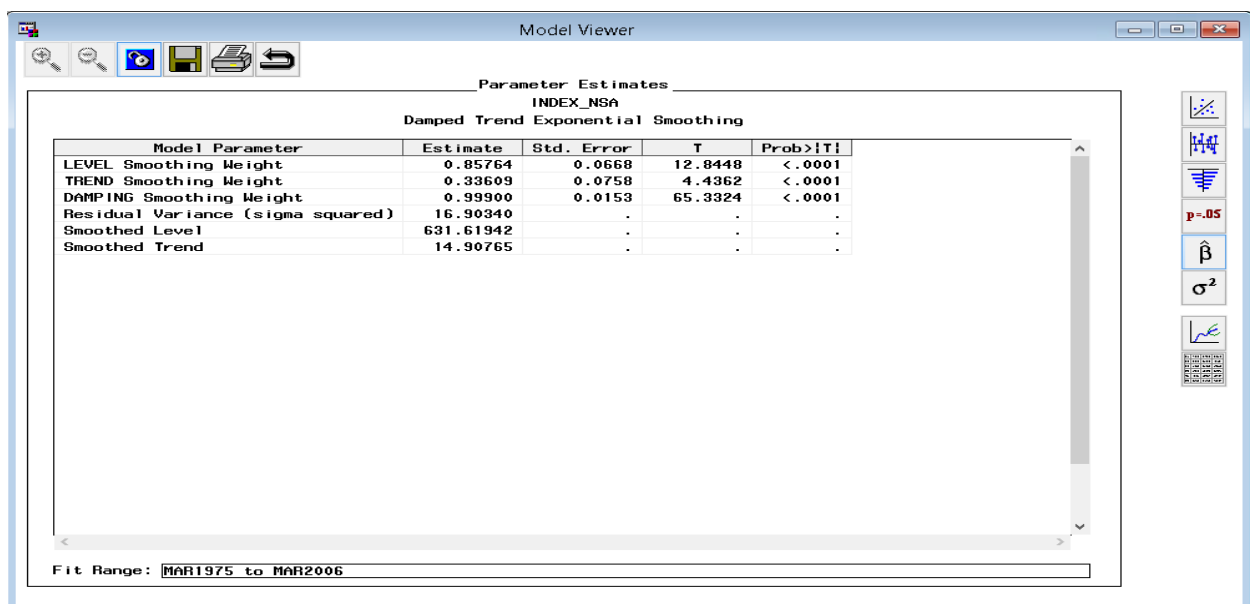 Model Viewer
Parameter Estimates
INDEX_NSA
Damped Trend Exponential Smoothing
Model Parameter Estimate Std. Error T Prob>|T|
LEVEL Smoothing Weight 0.85764 0.0668 12.8448 <.0001
TREND Smoothing Weight 0.33609 0.0758 4.4362 <.0001
DAMPING Smoothing Weight 0.99900 0.0153 65.3324 <.0001
Residual Variance (sigma squared) 16.90340 . . .
Smoothed Level 631.61942 . . .
Smoothed Trend 14.90765 . . .
Fit Range: MAR1975 to MAR2006
p=.05
β̂
σ²